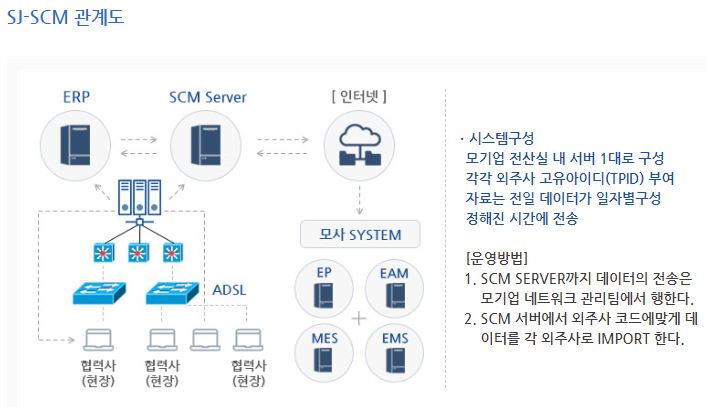 SJ-SCM 관계도
ERP
SCM Server
[ 인터넷 ]
모사 SYSTEM
EP
EAM
MES
EMS
ADSL
협력사
(현장)
협력사
(현장)
협력사
(현장)
· 시스템구성
모기업 전산실 내 서버 1대로 구성
각각 외주사 고유아이디(TPID) 부여
자료는 전일 데이터가 일자별구성
정해진 시간에 전송
[운영방법]
1. SCM SERVER까지 데이터의 전송은
모기업 네트워크 관리팀에서 행한다.
2. SCM 서버에서 외주사 코드에맞게 데
이터를 각 외주사로 IMPORT 한다.